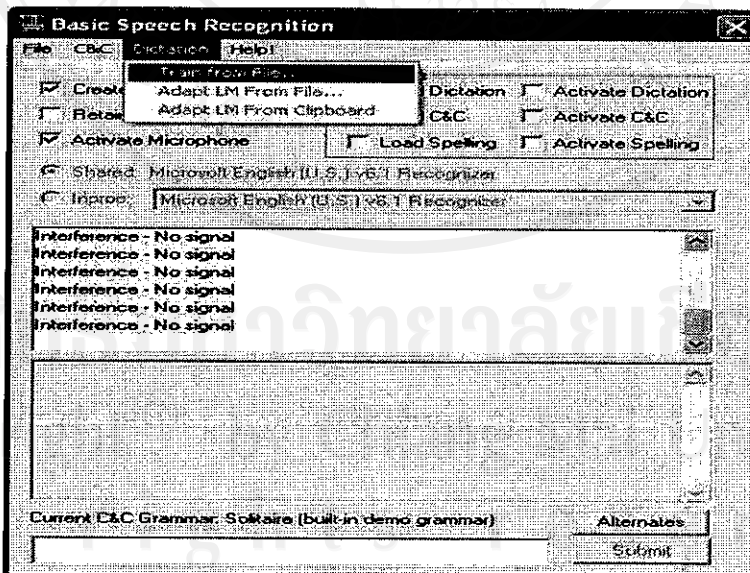 Basic Speech Recognition
File C&C Dictation Help!
Train from File...
Adapt LM From File...
Adapt LM From Clipboard
Create
Dictation Activate Dictation
Retai
C&C Activate C&C
Activate Microphone
Load Spelling Activate Spelling
Shared: Microsoft English (U.S.) v6.1 Recognizer
Inproc: Microsoft English (U.S.) v6.1 Recognizer
Interference - No signal
Interference - No signal
Interference - No signal
Interference - No signal
Interference - No signal
Interference - No signal
Current C&C Grammar: Solitaire (built-in demo grammar)
Alternates
Submit